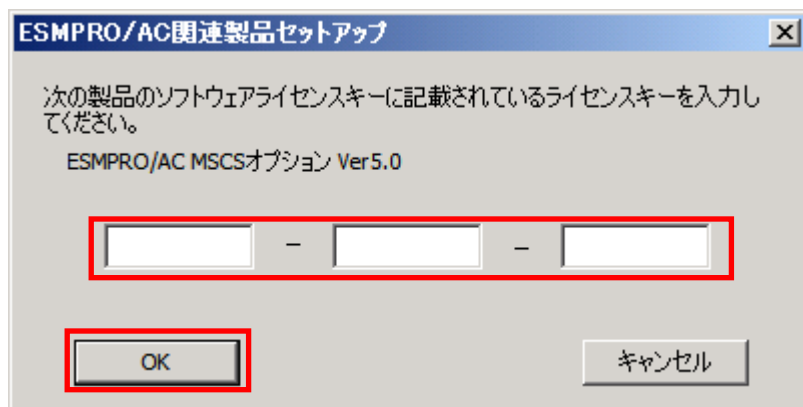 ESMPRO/AC関連製品セットアップ
次の製品のソフトウェアライセンスキーに記載されているライセンスキーを入力し
てください。
ESMPRO/AC MSCSオプション Ver5.0
– –
OK キャンセル